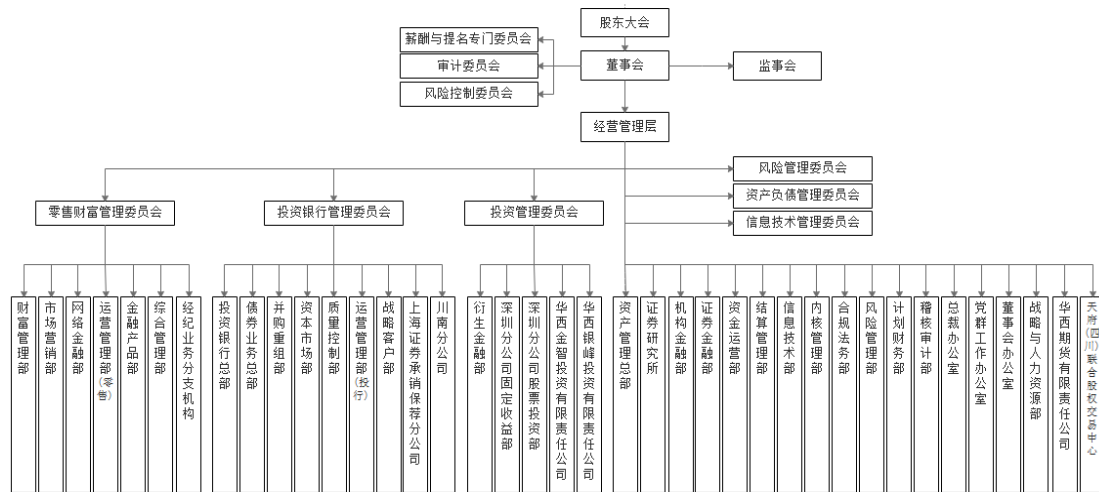 股东大会
薪酬与提名专门委员会
审计委员会
风险控制委员会
董事会
监事会
经营管理层
风险管理委员会
资产负债管理委员会
信息技术管理委员会
零售财富管理委员会
投资银行管理委员会
投资管理委员会
财富管理部
市场营销部
网络金融部
运营管理部(零售)
金融产品部
综合管理部
经纪业务分支机构
投资银行总部
债券业务总部
并购重组部
资本市场部
质量控制部
运营管理部(投行)
战略客户部
上海证券承销保荐分公司
川南分公司
衍生金融部
深圳分公司固定收益部
深圳分公司股票投资部
华西金智投资有限责任公司
华西银峰投资有限责任公司
资产管理总部
证券研究所
机构金融部
证券金融部
资金运营部
结算管理部
信息技术部
内核管理部
合规法务部
风险管理部
计划财务部
稽核审计部
总裁办公室
党群工作办公室
董事会办公室
战略与人力资源部
华西期货有限责任公司
天府(四川)联合股权交易中心